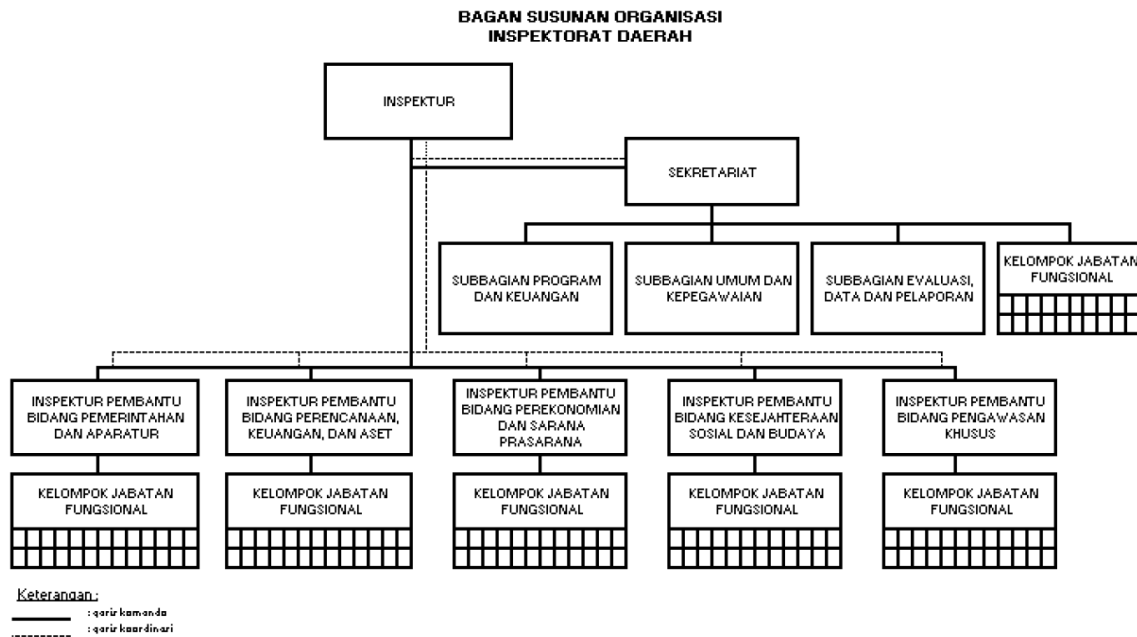 BAGAN SUSUNAN ORGANISASI
INSPEKTORAT DAERAH
INSPEKTUR
SEKRETARIAT
SUBBAGIAN PROGRAM
DAN KEUANGAN
SUBBAGIAN UMUM DAN
KEPEGAWAIAN
SUBBAGIAN EVALUASI,
DATA DAN PELAPORAN
KELOMPOK JABATAN
FUNGSIONAL
INSPEKTUR PEMBANTU
BIDANG PEMERINTAHAN
DAN APARATUR
INSPEKTUR PEMBANTU
BIDANG PERENCANAAN,
KEUANGAN, DAN ASET
INSPEKTUR PEMBANTU
BIDANG PEREKONOMIAN
DAN SARANA
PRASARANA
INSPEKTUR PEMBANTU
BIDANG KESEJAHTERAAN
SOSIAL DAN BUDAYA
INSPEKTUR PEMBANTU
BIDANG PENGAWASAN
KHUSUS
KELOMPOK JABATAN
FUNGSIONAL
KELOMPOK JABATAN
FUNGSIONAL
KELOMPOK JABATAN
FUNGSIONAL
KELOMPOK JABATAN
FUNGSIONAL
KELOMPOK JABATAN
FUNGSIONAL
Keterangan :
: garis komando
: garis koordinasi